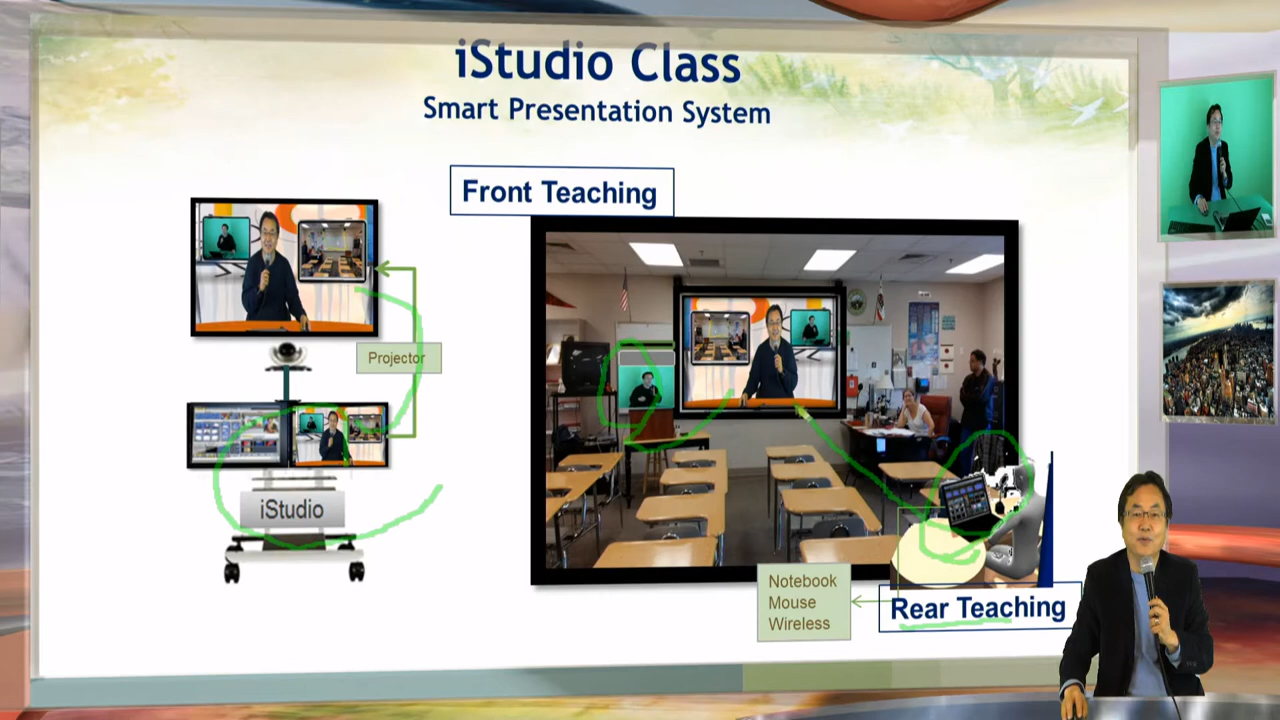 iStudio Class
Smart Presentation System
Front Teaching
Projector
iStudio
Notebook
Mouse
Wireless
Rear Teaching